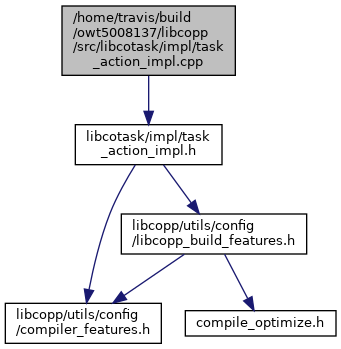 /home/travis/build
/owt5008137/libcopp
/src/libcotask/impl/task
_action_impl.cpp
libcotask/impl/task
_action_impl.h
libcopp/utils/config
/libcopp_build_features.h
libcopp/utils/config
/compiler_features.h
compile_optimize.h